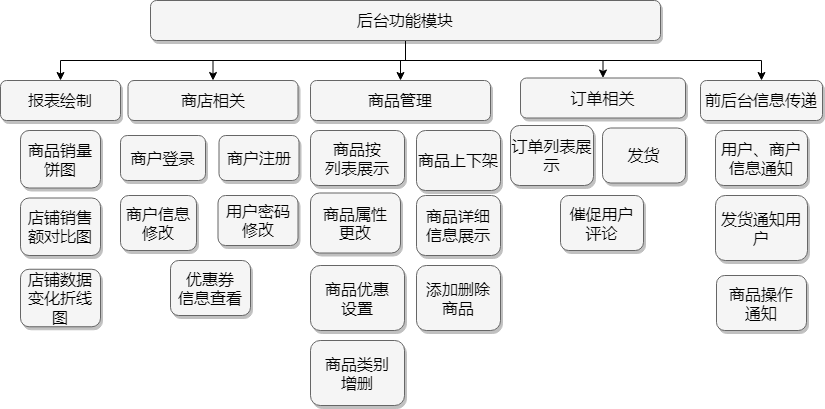 后台功能模块
报表绘制
商品销量
饼图
店铺销售
额对比图
店铺数据
变化折线
图
商店相关
商户登录
商户注册
商户信息
修改
用户密码
修改
优惠券
信息查看
商品管理
商品按
列表展示
商品上下架
商品属性
更改
商品详细
信息展示
商品优惠
设置
添加删除
商品
商品类别
增删
订单相关
订单列表展
示
发货
催促用户
评论
前后台信息传递
用户、商户
信息通知
发货通知用
户
商品操作
通知